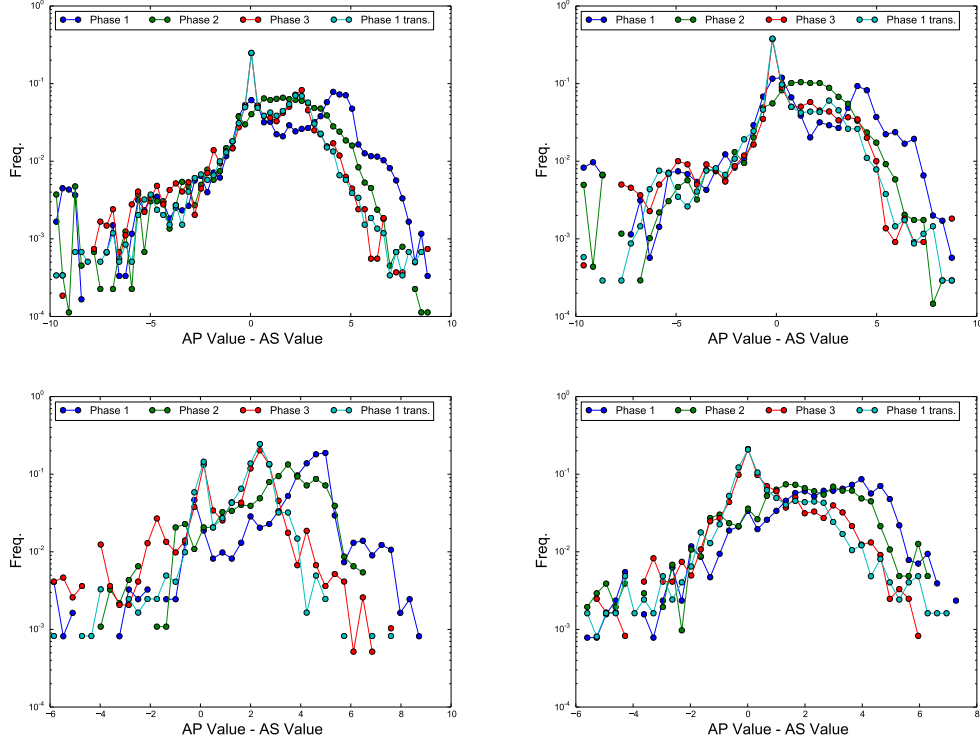 Phase 1 Phase 2 Phase 3 Phase 1 trans.
10^0
10^-1
10^-2
10^-3
10^-4
Freq.
−10 −5 0 5 10
AP Value - AS Value
Phase 1 Phase 2 Phase 3 Phase 1 trans.
10^0
10^-1
10^-2
10^-3
10^-4
Freq.
−10 −5 0 5 10
AP Value - AS Value
Phase 1 Phase 2 Phase 3 Phase 1 trans.
10^0
10^-1
10^-2
10^-3
10^-4
Freq.
−6 −4 −2 0 2 4 6 8 10
AP Value - AS Value
Phase 1 Phase 2 Phase 3 Phase 1 trans.
10^0
10^-1
10^-2
10^-3
10^-4
Freq.
−6 −4 −2 0 2 4 6 8
AP Value - AS Value